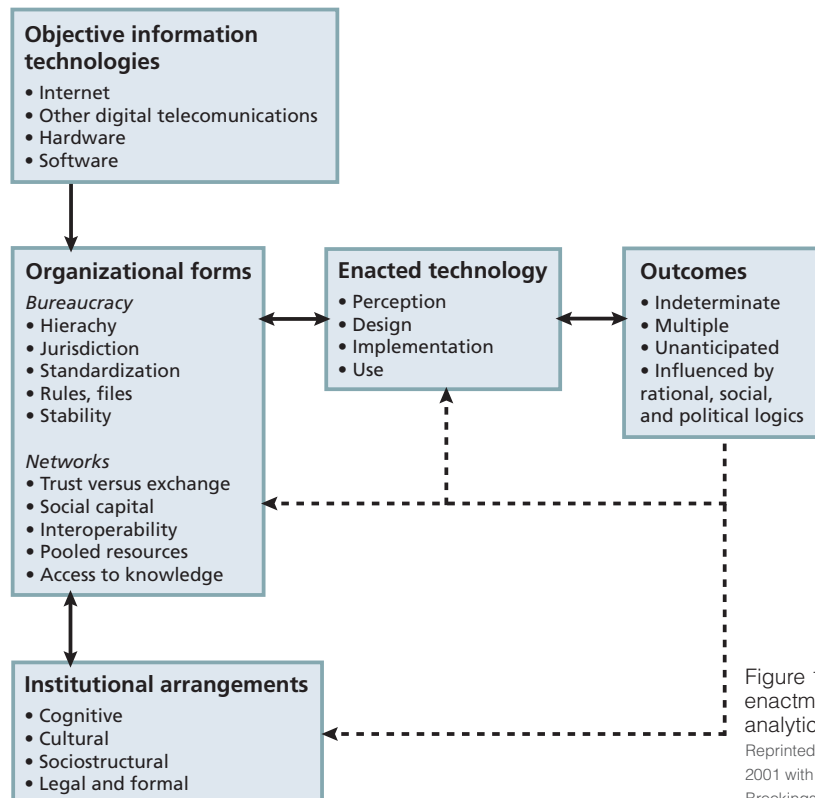 Objective information
technologies
• Internet
• Other digital telecomunications
• Hardware
• Software
Organizational forms
Bureaucracy
• Hierachy
• Jurisdiction
• Standardization
• Rules, files
• Stability
Networks
• Trust versus exchange
• Social capital
• Interoperability
• Pooled resources
• Access to knowledge
Enacted technology
• Perception
• Design
• Implementation
• Use
Outcomes
• Indeterminate
• Multiple
• Unanticipated
• Influenced by
rational, social,
and political logics
Institutional arrangements
• Cognitive
• Cultural
• Sociostructural
• Legal and formal
Figure
enactm
analytic
Reprinted
2001 with